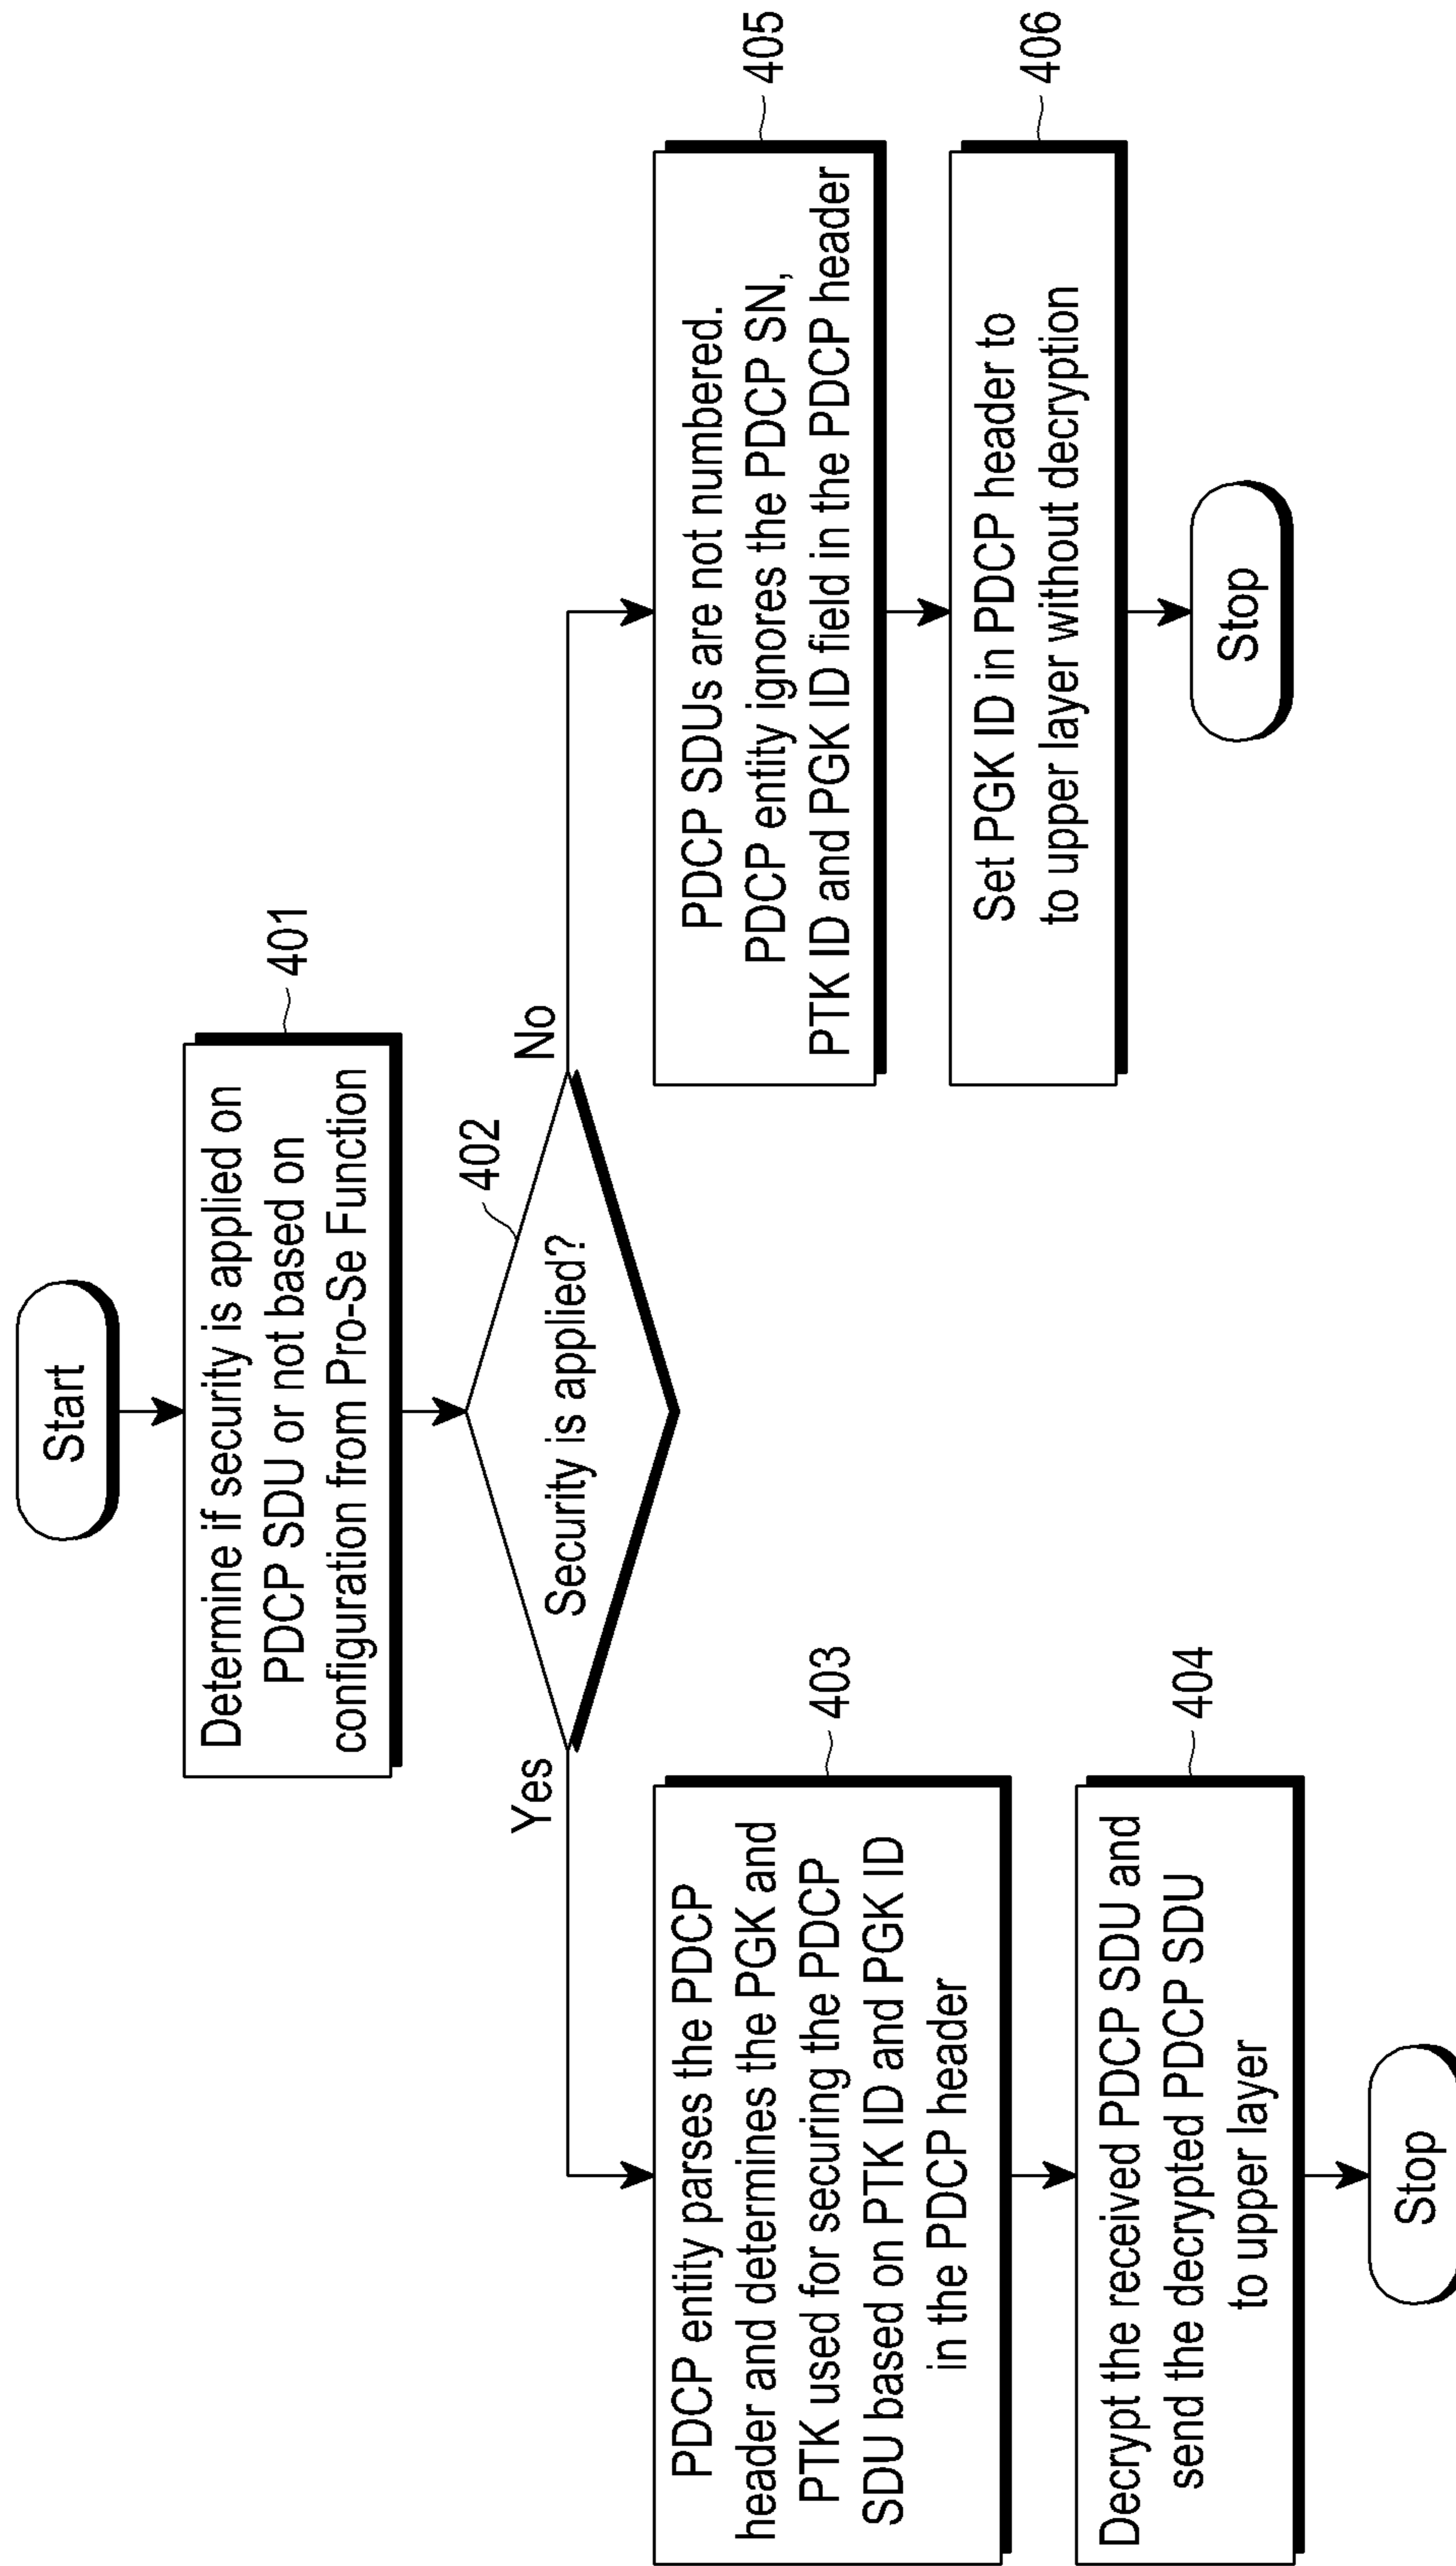 Start
401
Determine if security is applied on
PDCP SDU or not based on
configuration from Pro-Se Function
402
Security is applied?
Yes
No
403
PDCP entity parses the PDCP
header and determines the PGK and
PTK used for securing the PDCP
SDU based on PTK ID and PGK ID
in the PDCP header
404
Decrypt the received PDCP SDU and
send the decrypted PDCP SDU
to upper layer
Stop
405
PDCP SDUs are not numbered.
PDCP entity ignores the PDCP SN,
PTK ID and PGK ID field in the PDCP header
406
Set PGK ID in PDCP header to
to upper layer without decryption
Stop